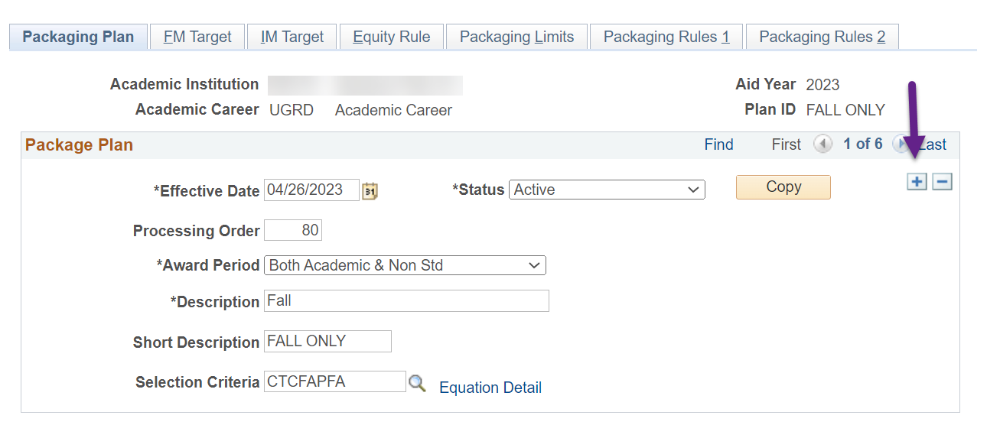 Packaging Plan FM Target IM Target Equity Rule Packaging Limits Packaging Rules 1 Packaging Rules 2
Academic Institution Aid Year 2023
Academic Career UGRD Academic Career Plan ID FALL ONLY
Package Plan Find First 1 of 6 Last
*Effective Date 04/26/2023 31 *Status Active Copy
Processing Order 80
*Award Period Both Academic & Non Std
*Description Fall
Short Description FALL ONLY
Selection Criteria CTCFAPFA Equation Detail